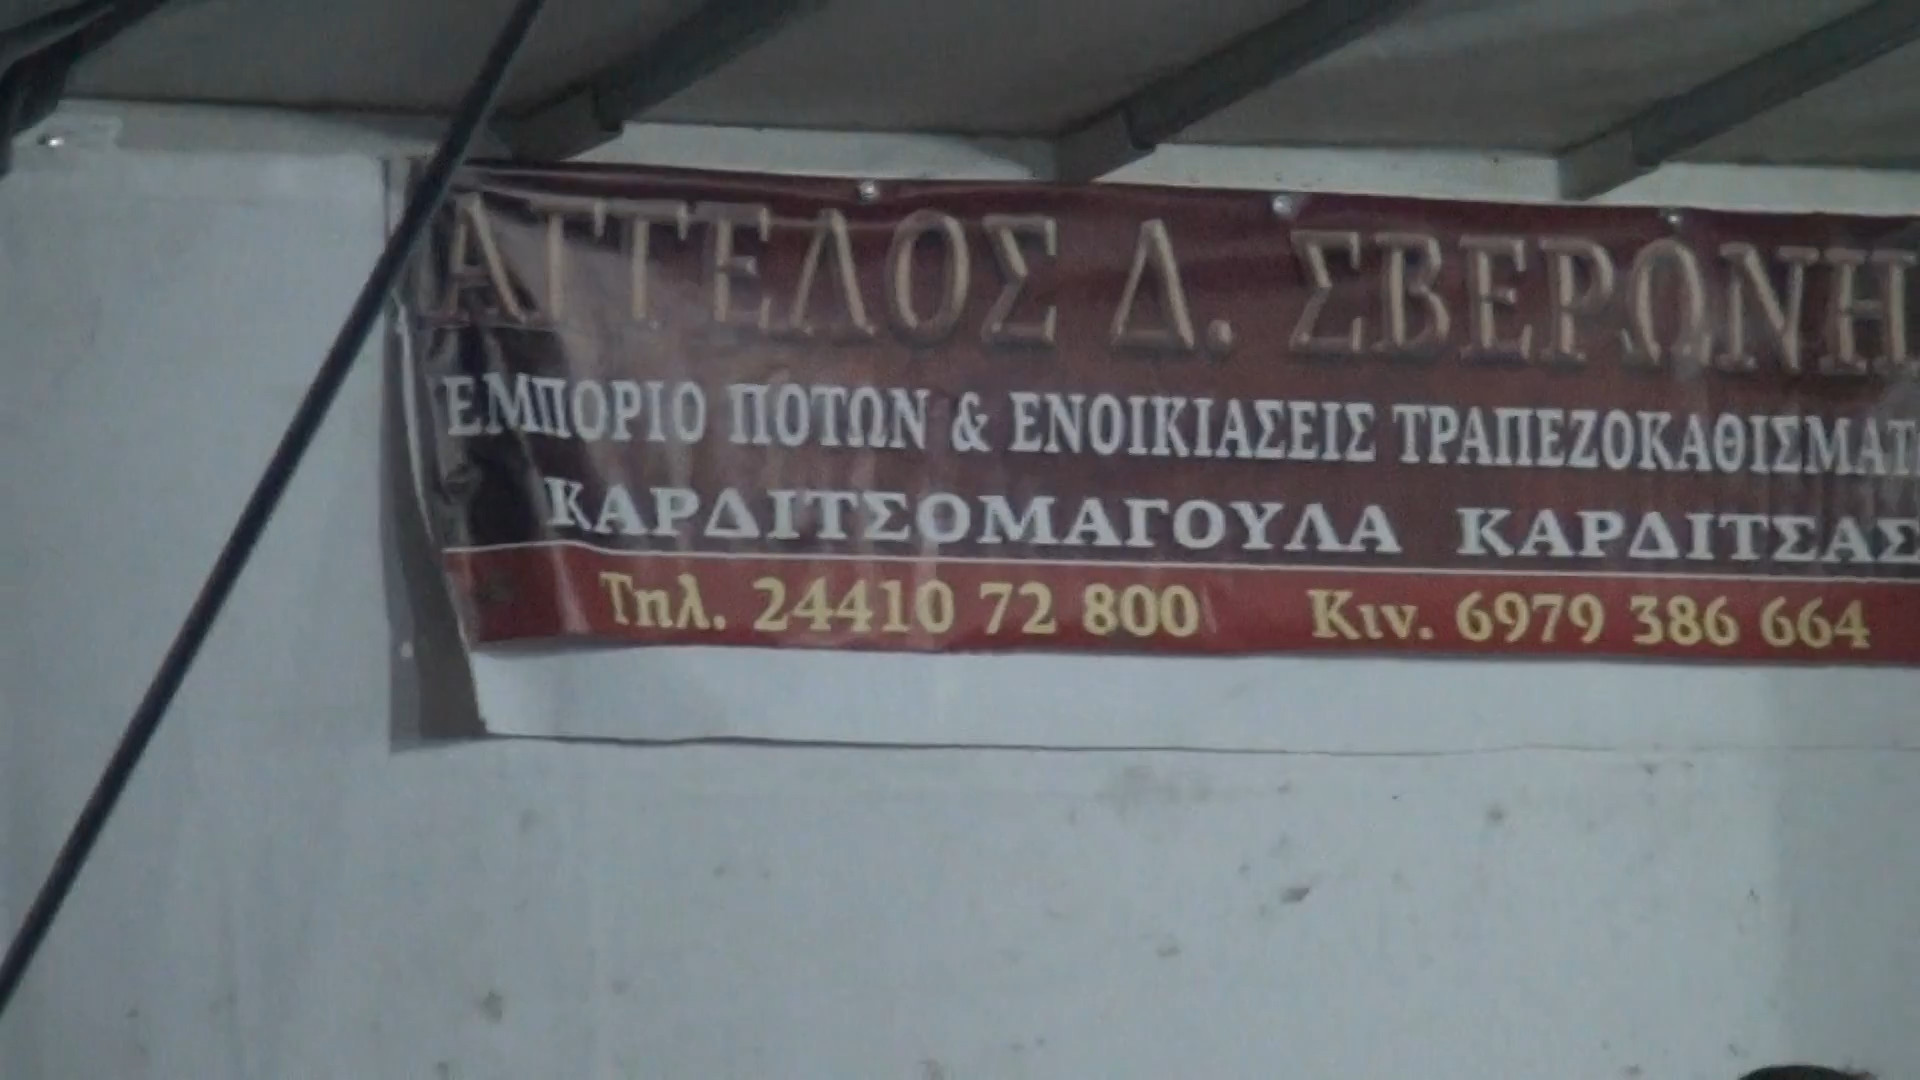 ΑΓΓΕΛΟΣ Δ. ΣΒΕΡΩΝΗ
ΕΜΠΟΡΙΟ ΠΟΤΩΝ & ΕΝΟΙΚΙΑΣΕΙΣ ΤΡΑΠΕΖΟΚΑΘΙΣΜΑΤ
ΚΑΡΔΙΤΣΟΜΑΓΟΥΛΑ ΚΑΡΔΙΤΣΑΣ
Τηλ. 24410 72 800 Κιν. 6979 386 664